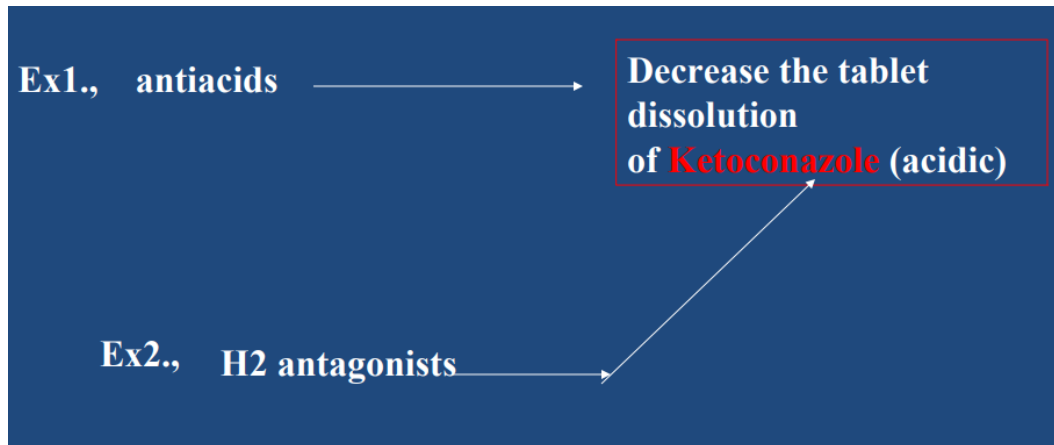 Ex1., antiacids
Decrease the tablet
dissolution
of Ketoconazole (acidic)
Ex2., H2 antagonists